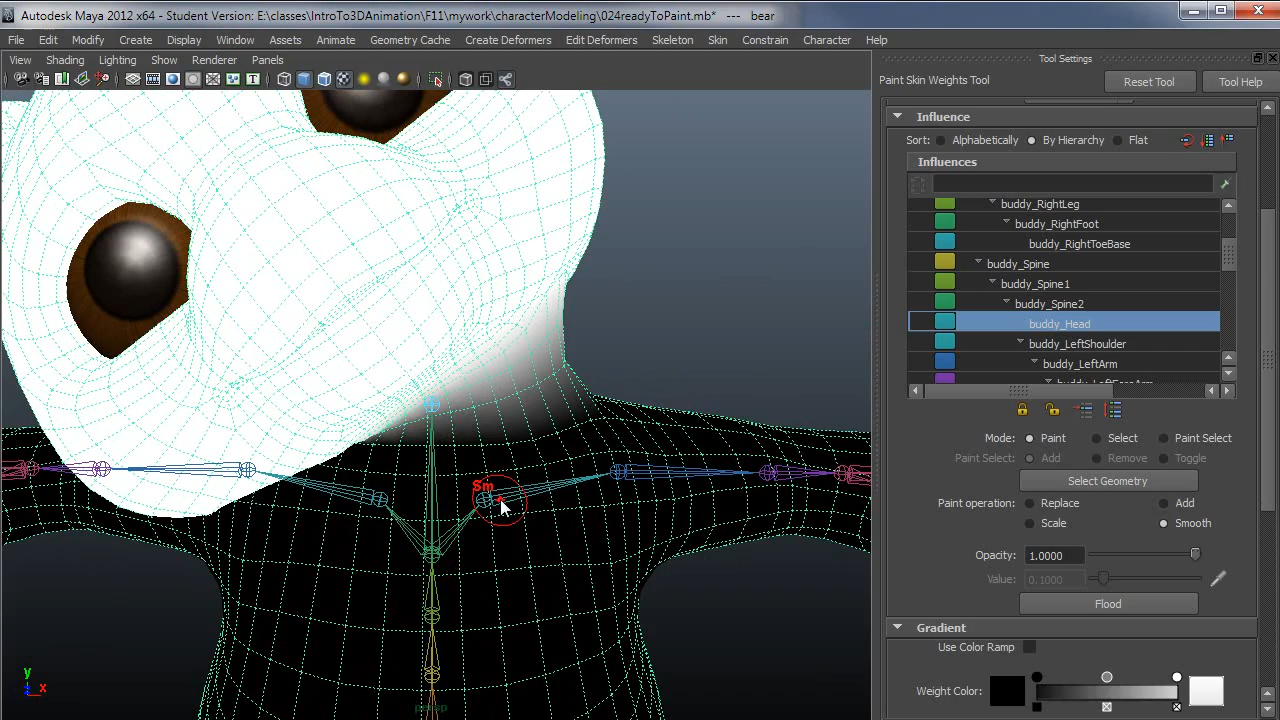 Autodesk Maya 2012 x64 - Student Version: E:\classes\IntroTo3DAnimation\F11\mywork\characterModeling\024readyToPaint.mb* --- bear
File Edit Modify Create Display Window Assets Animate Geometry Cache Create Deformers Edit Deformers Skeleton Skin Constrain Character Help
View Shading Lighting Show Renderer Panels
Tool Settings
Paint Skin Weights Tool Reset Tool Tool Help
Influence
Sort: Alphabetically By Hierarchy Flat
Influences
buddy_RightLeg
buddy_RightFoot
buddy_RightToeBase
buddy_Spine
buddy_Spine1
buddy_Spine2
buddy_Head
buddy_LeftShoulder
buddy_LeftArm
Mode: Paint Select Paint Select
Paint Select: Add Remove Toggle
Select Geometry
Paint operation: Replace Add
Scale Smooth
Opacity: 1.0000
Value: 0.1000
Flood
Gradient
Use Color Ramp
Weight Color:
Sm
y
z x
persp